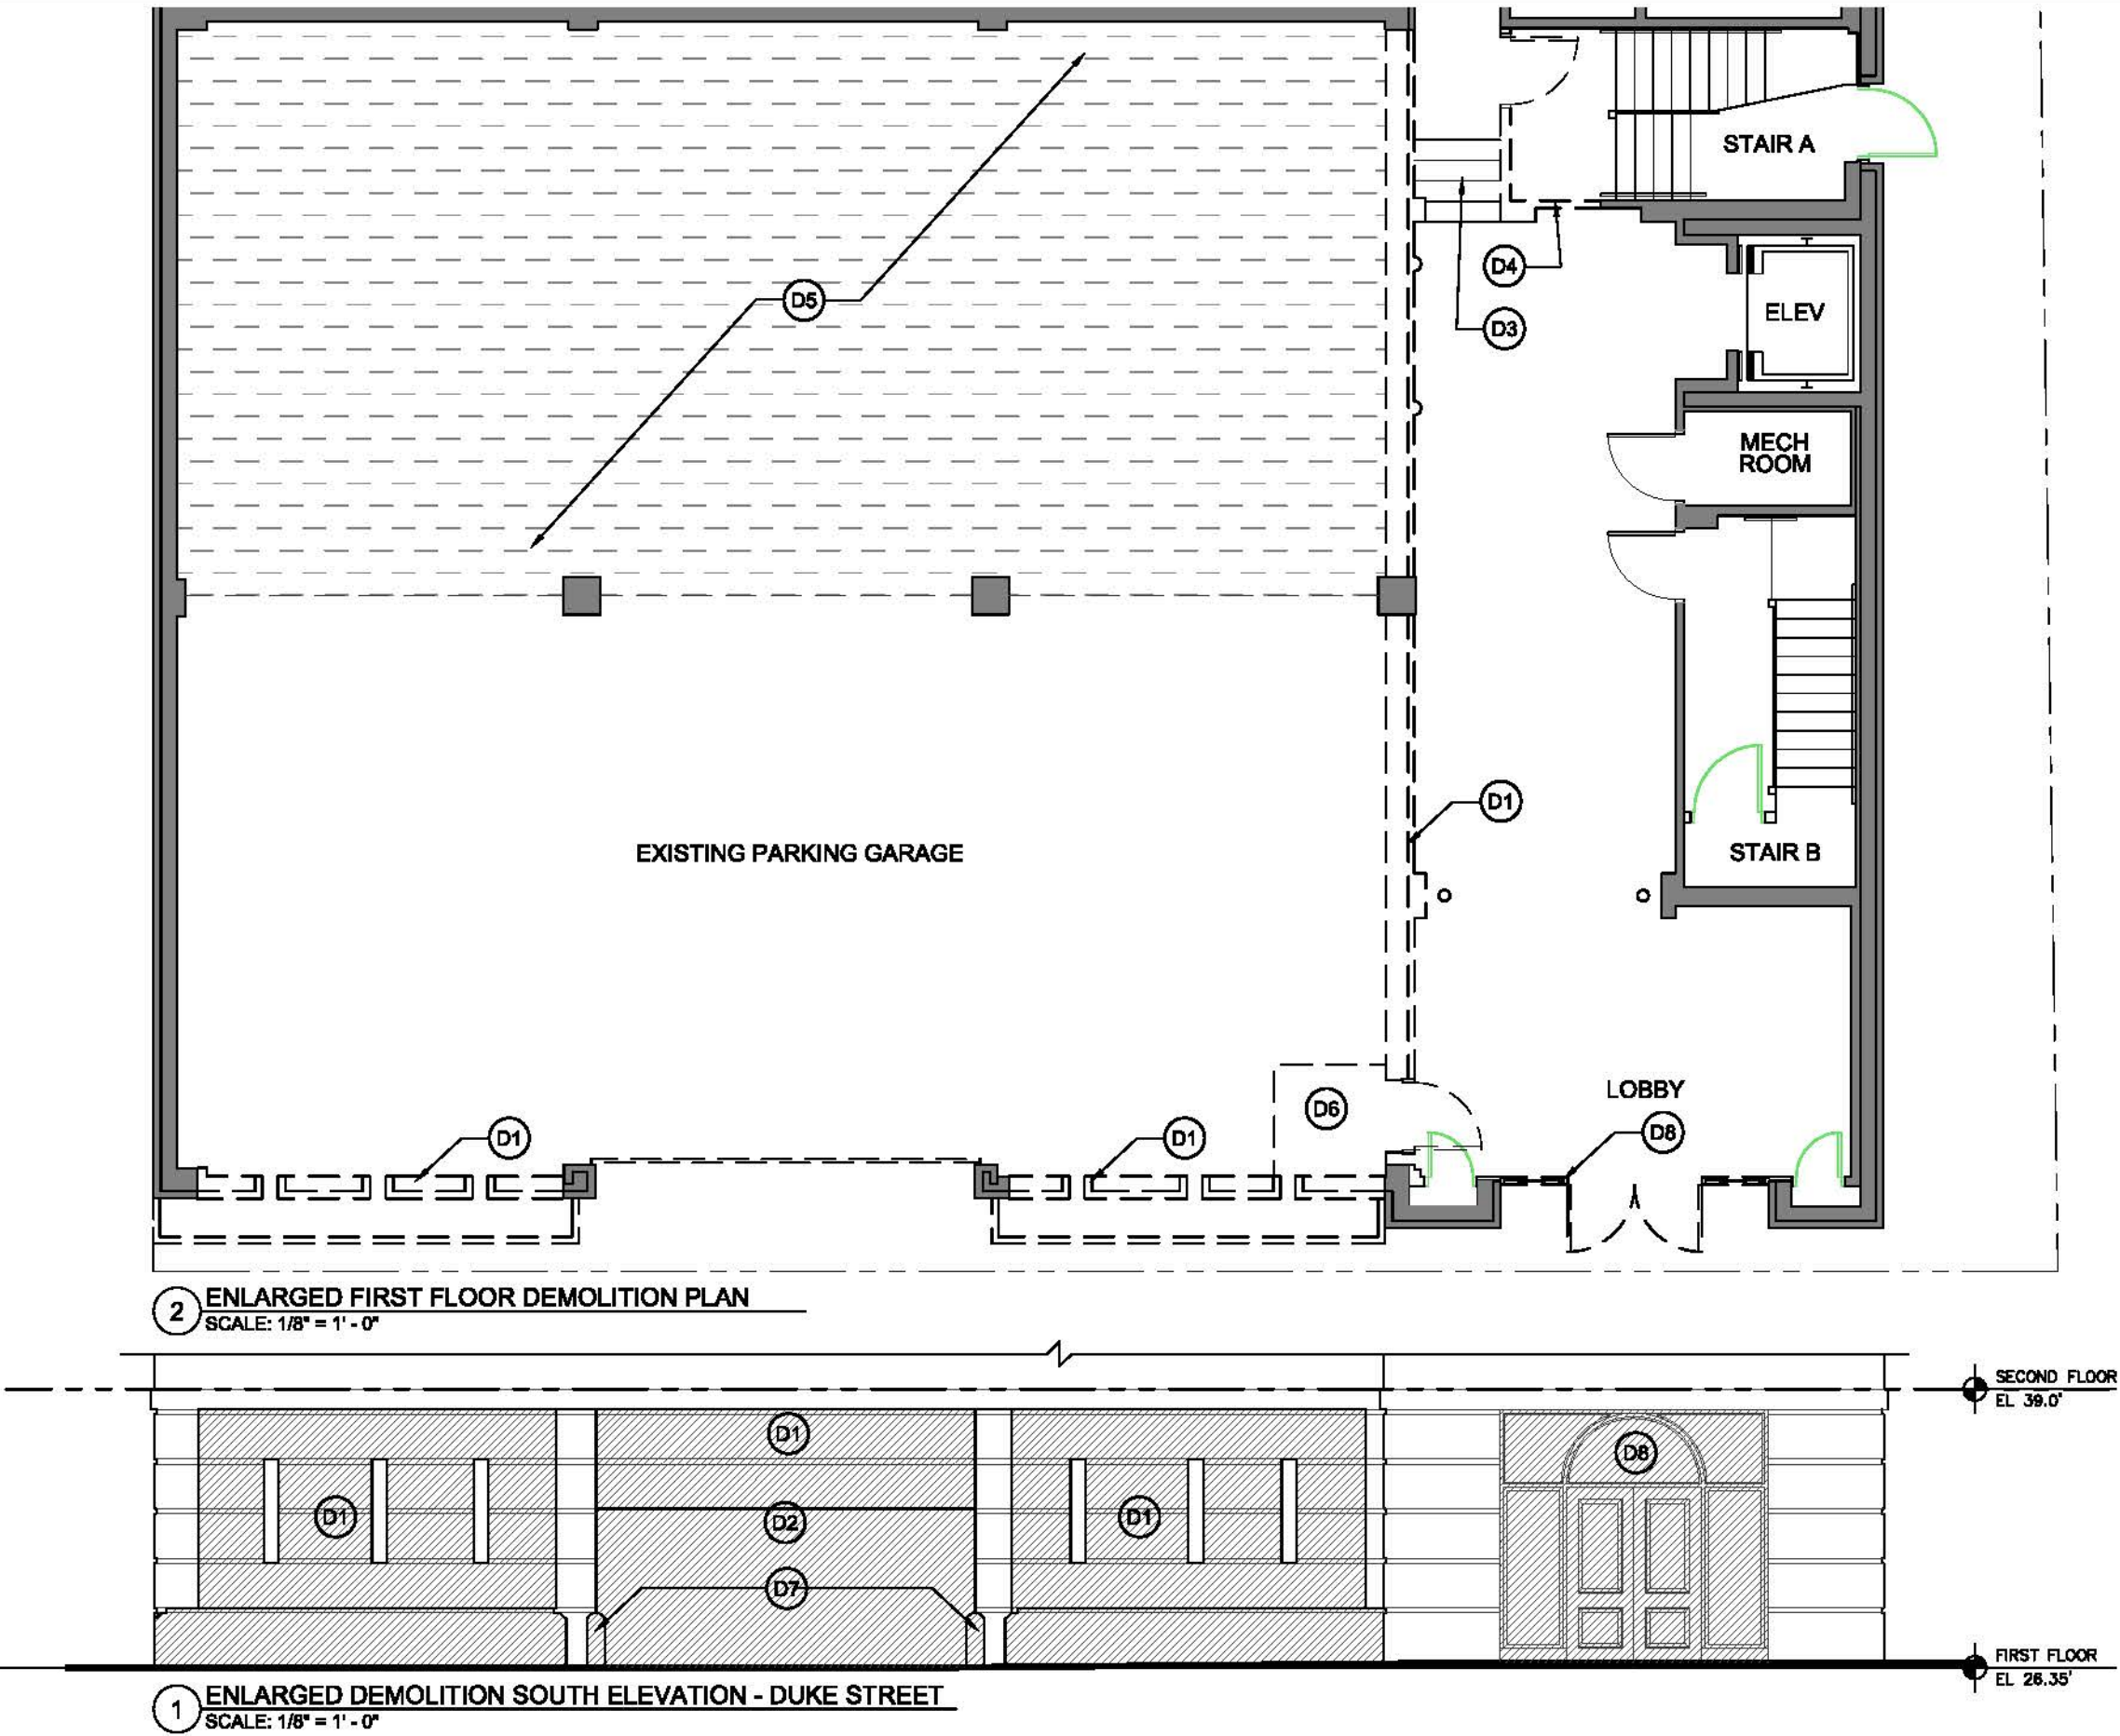 STAIR A
D4
ELEV
D5
D3
MECH
ROOM
D1
EXISTING PARKING GARAGE
STAIR B
LOBBY
D6
D1
D1
D8
2
ENLARGED FIRST FLOOR DEMOLITION PLAN
SCALE: 1/8" = 1' - 0"
SECOND FLOOR
EL 39.0'
D1
D8
D1
D2
D1
D7
FIRST FLOOR
EL 26.35'
1
ENLARGED DEMOLITION SOUTH ELEVATION - DUKE STREET
SCALE: 1/8" = 1' - 0"